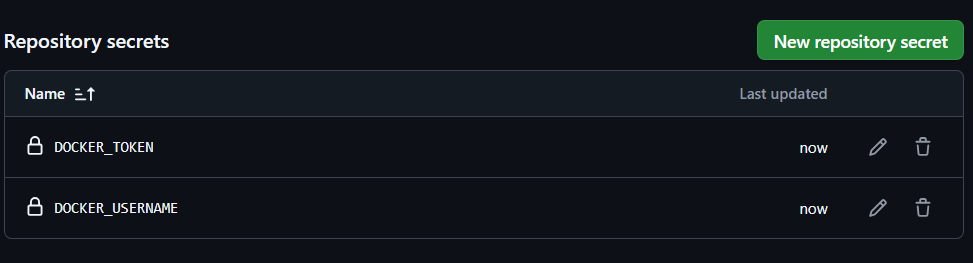 Repository secrets
New repository secret
Name
Last updated
DOCKER_TOKEN
now
DOCKER_USERNAME
now